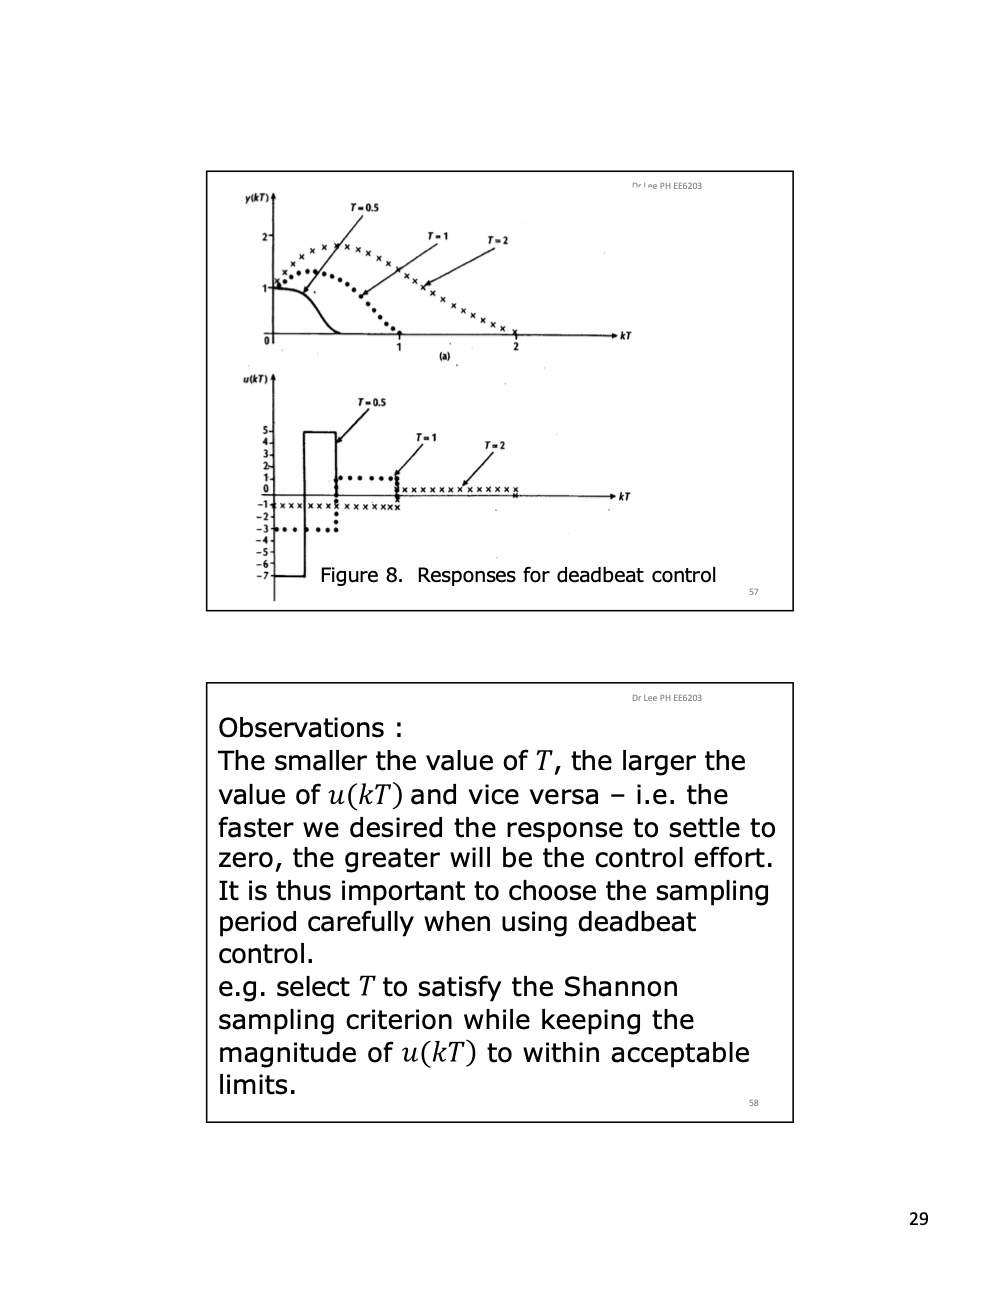 Dr Lee PH EE6203
y(kT)
T=0.5
2
T=1
T=2
1
0
1
2
kT
(a)
u(kT)
T=0.5
5
4
T=1
3
T=2
2
1
0
kT
-1
-2
-3
-4
-5
-6
-7
Figure 8. Responses for deadbeat control
57
Dr Lee PH EE6203
Observations :
The smaller the value of T, the larger the
value of u(kT) and vice versa – i.e. the
faster we desired the response to settle to
zero, the greater will be the control effort.
It is thus important to choose the sampling
period carefully when using deadbeat
control.
e.g. select T to satisfy the Shannon
sampling criterion while keeping the
magnitude of u(kT) to within acceptable
limits.
58
29